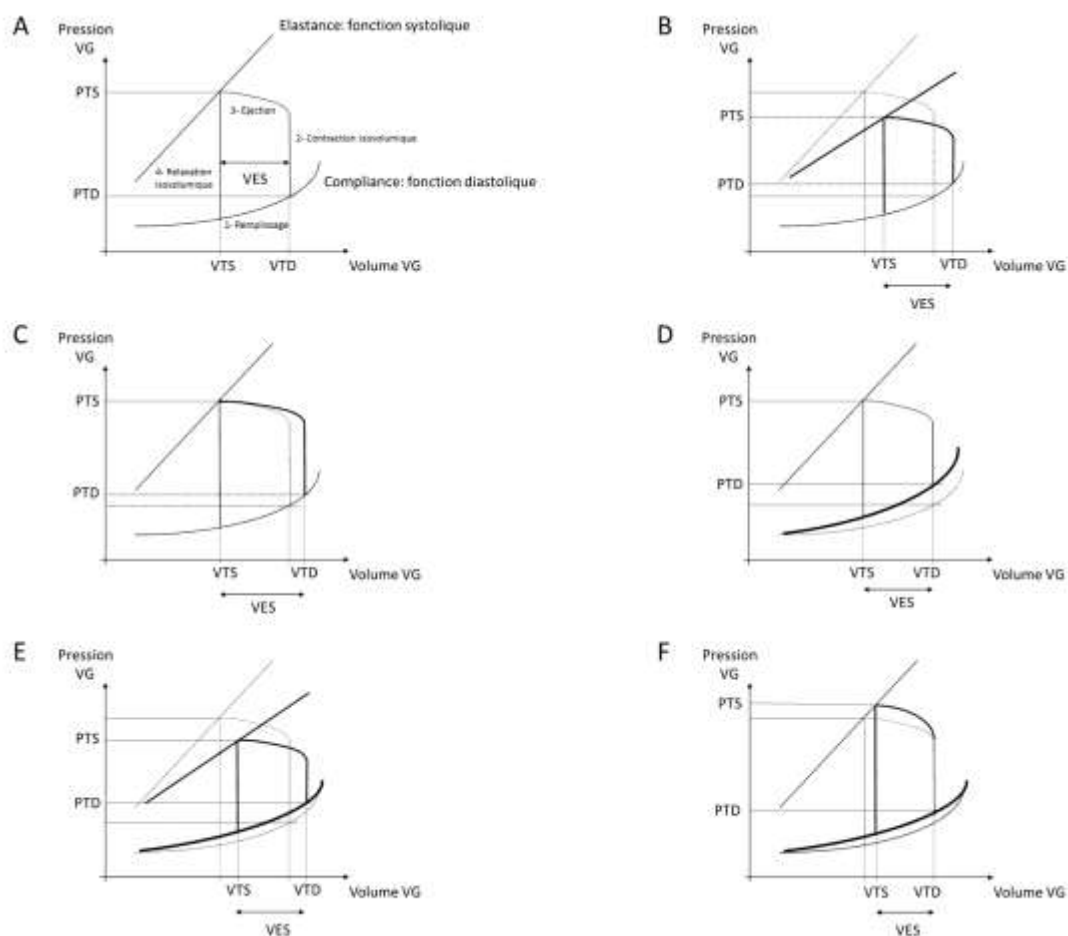 A
Pression
VG
Elastance: fonction systolique
PTS
3- Ejection
2- Contraction isovolumique
4- Relaxation
isovolumique
VES
Compliance: fonction diastolique
PTD
1- Remplissage
VTS
VTD
Volume VG
B
Pression
VG
PTS
PTD
VTS
VTD
Volume VG
VES
C
Pression
VG
PTS
PTD
VTS
VTD
Volume VG
VES
D
Pression
VG
PTS
PTD
VTS
VTD
Volume VG
VES
E
Pression
VG
PTS
PTD
VTS
VTD
Volume VG
VES
F
Pression
VG
PTS
PTD
VTS
VTD
Volume VG
VES